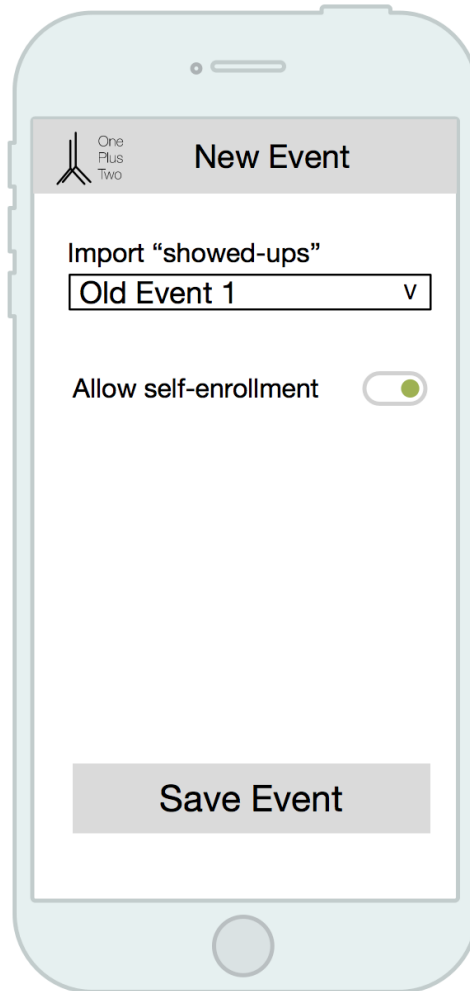 One
Plus
Two
New Event
Import “showed-ups”
Old Event 1 V
Allow self-enrollment
Save Event